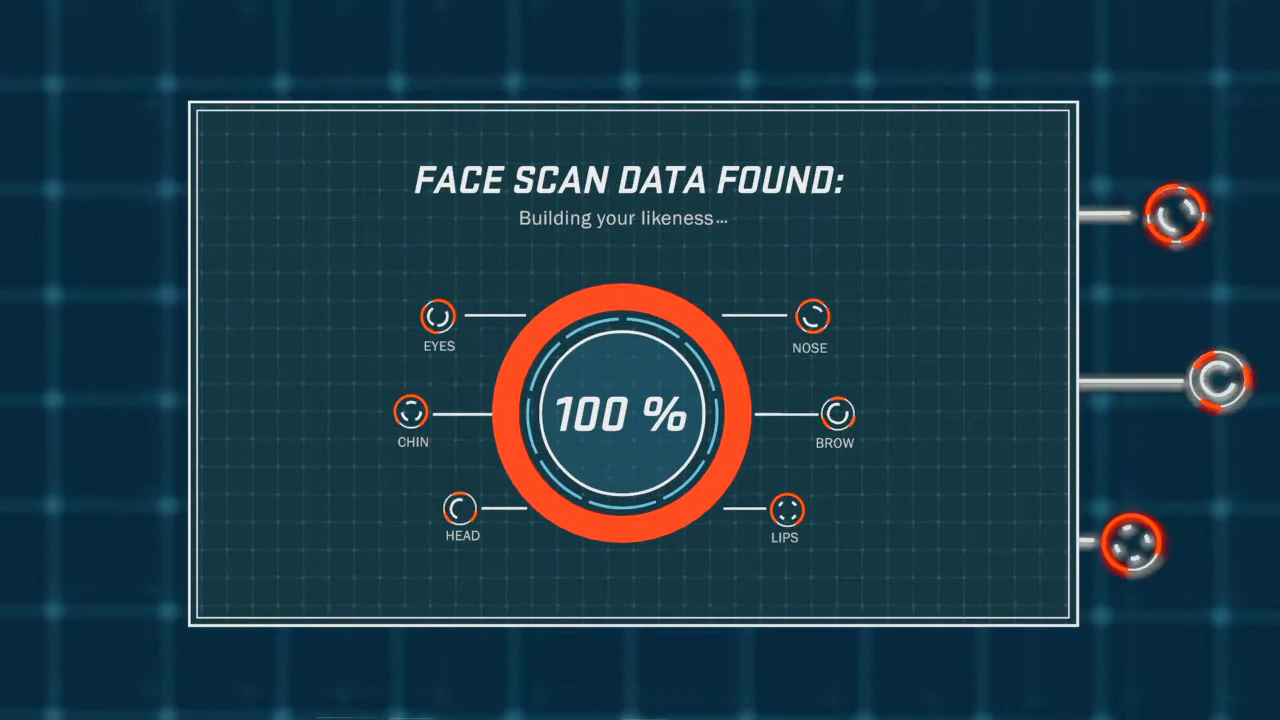 FACE SCAN DATA FOUND:
Building your likeness...
EYES
NOSE
100 %
CHIN
BROW
HEAD
LIPS